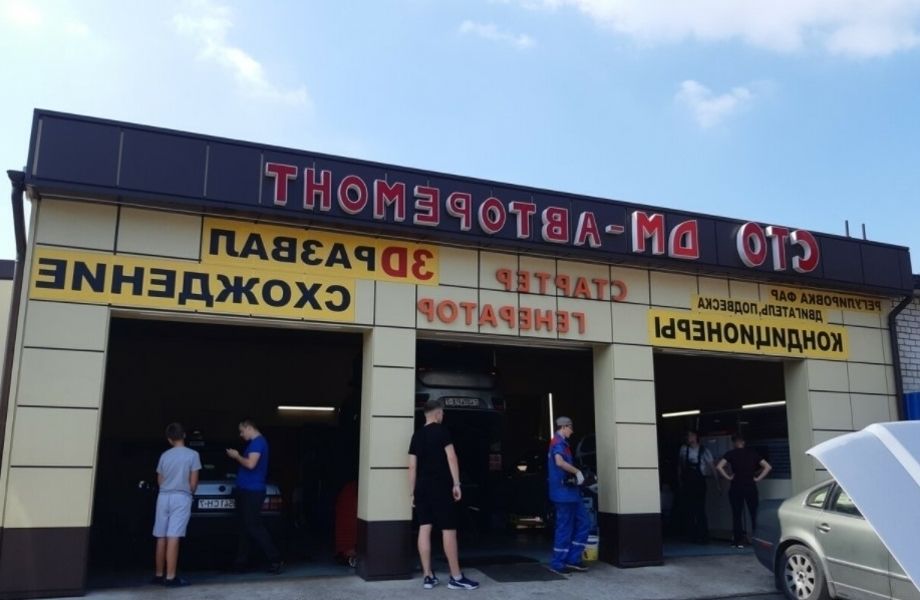 СТО ДМ-АВТОРЕМОНТ
РЕГУЛИРОВКА ФАР
ДВИГАТЕЛЬ, ПОДВЕСКА
КОНДИЦИОНЕРЫ
СТАРТЕР
ГЕНЕРАТОР
3D РАЗВАЛ
СХОЖДЕНИЕ